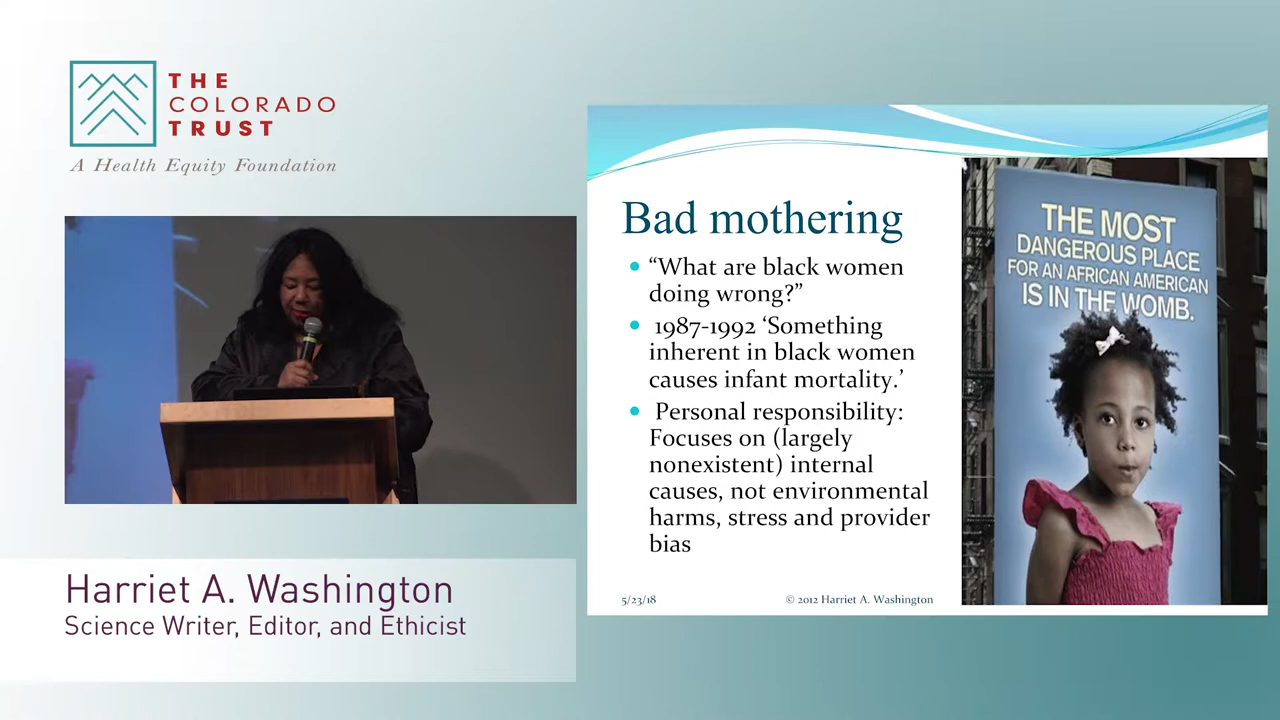 THE
COLORADO
TRUST
A Health Equity Foundation
Harriet A. Washington
Science Writer, Editor, and Ethicist
Bad mothering
• “What are black women
doing wrong?”
• 1987-1992 ‘Something
inherent in black women
causes infant mortality.’
• Personal responsibility:
Focuses on (largely
nonexistent) internal
causes, not environmental
harms, stress and provider
bias
5/23/18
© 2012 Harriet A. Washington
THE MOST
DANGEROUS PLACE
FOR AN AFRICAN AMERICAN
IS IN THE WOMB.